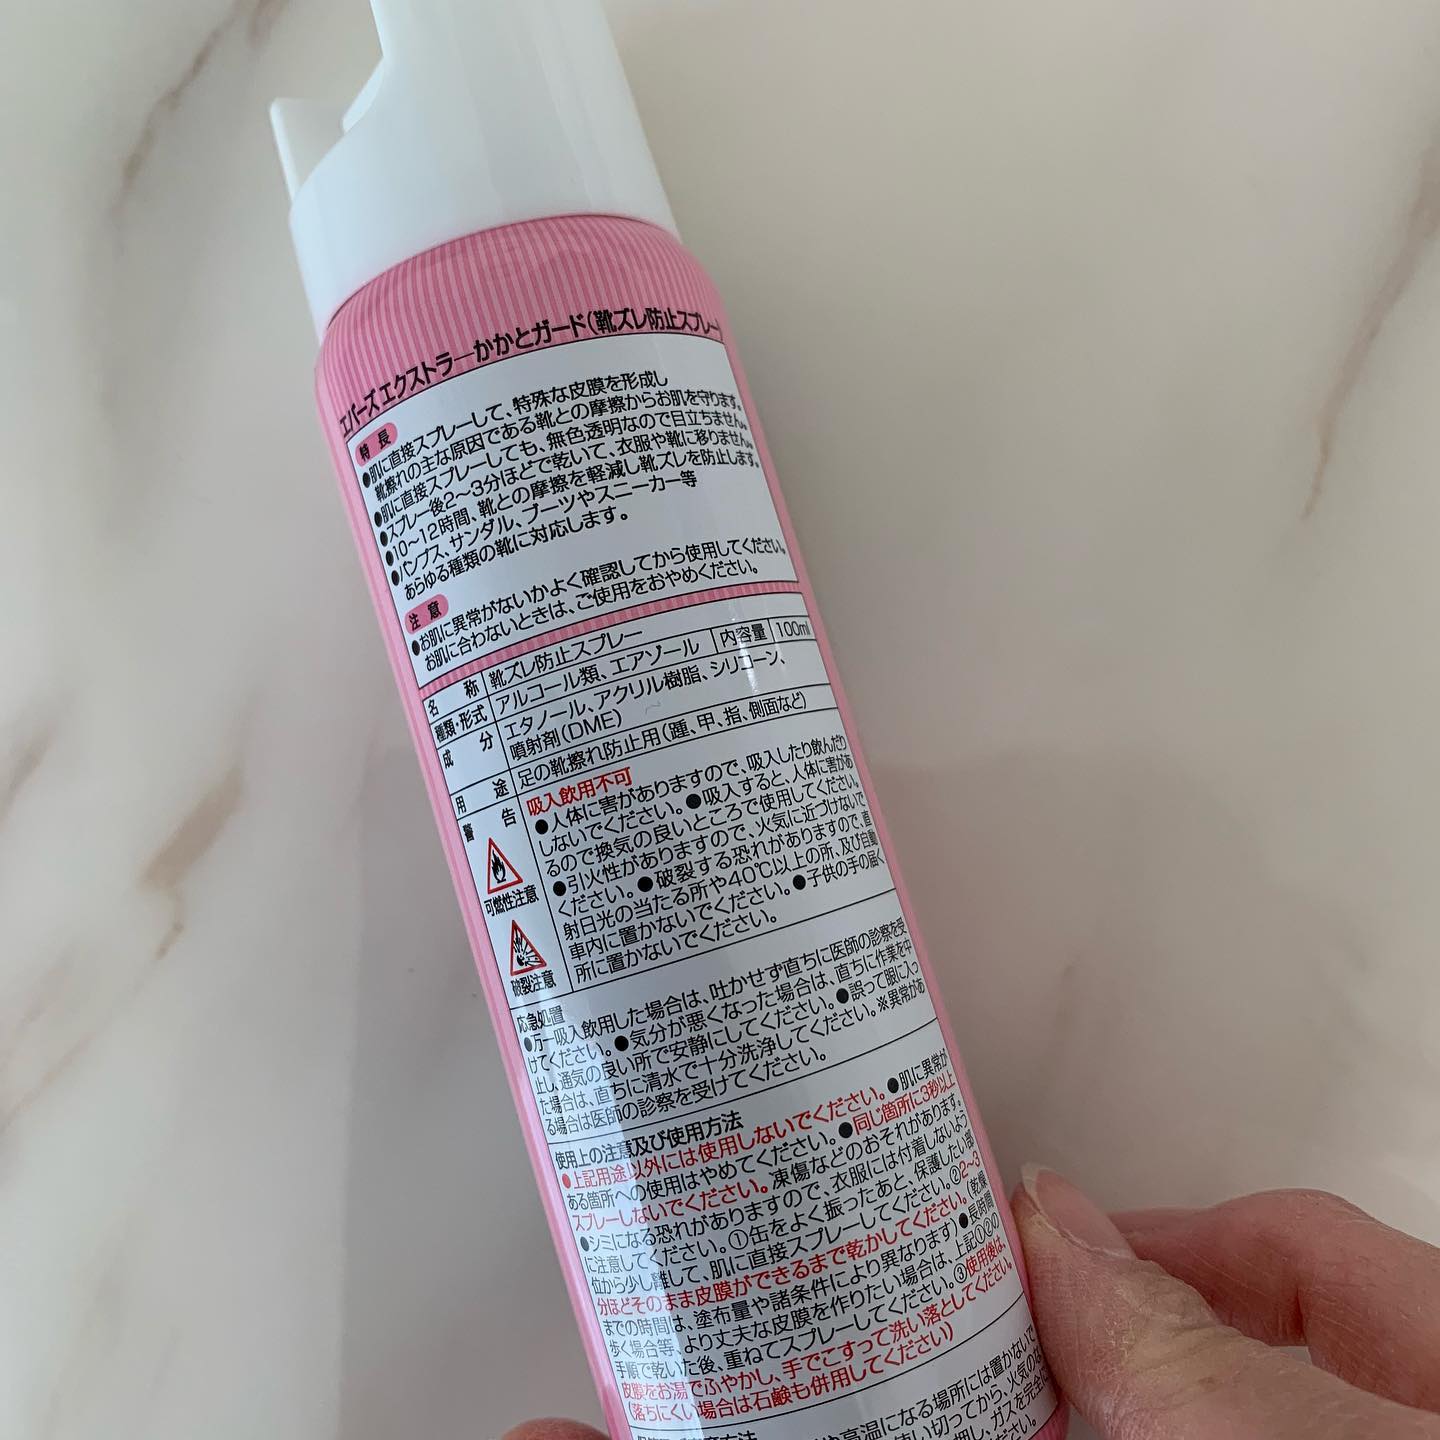 エバーズ エクストラーかかとガード(靴ズレ防止スプレー)
特長
●肌に直接スプレーして、特殊な皮膜を形成し
靴擦れの主な原因である靴との摩擦からお肌を守ります。
●肌に直接スプレーしても、無色透明なので目立ちません。
●スプレー後2〜3分ほどで乾いて、衣服や靴に移りません。
●10〜12時間、靴との摩擦を軽減し靴ズレを防止します。
●パンプス、サンダル、ブーツやスニーカー等
あらゆる種類の靴に対応します。
注意
●お肌に異常がないかよく確認してから使用してください。
お肌に合わないときは、ご使用をおやめください。
名称 靴ズレ防止スプレー 内容量 100ml
種類・形式 アルコール類、エアゾール
成分 エタノール、アクリル樹脂、シリコーン、
噴射剤(DME)
用途 足の靴擦れ防止用(踵、甲、指、側面など)
警告 吸入飲用不可
●人体に害がありますので、吸入したり飲んだり
しないでください。●吸入すると、人体に害があ
るので換気の良いところで使用してください。
●引火性がありますので、火気に近づけないで
ください。●破裂する恐れがありますので、直
射日光の当たる所や40℃以上の所、及び自動
車内に置かないでください。●子供の手の届く
所に置かないでください。
可燃性注意
破裂注意
応急処置
●万一吸入飲用した場合は、吐かせず直ちに医師の診察を受
けてください。●気分が悪くなった場合は、直ちに作業を中
止し、通気の良い所で安静にしてください。●誤って眼に入っ
た場合は、直ちに清水で十分洗浄してください。※異常があ
る場合は医師の診察を受けてください。
使用上の注意及び使用方法
●上記用途以外には使用しないでください。●肌に異常が
ある箇所への使用はやめてください。●同じ箇所に3秒以上
スプレーしないでください。凍傷などのおそれがあります。
●シミになる恐れがありますので、衣服には付着しないよう
に注意してください。①缶をよく振ったあと、保護したい部
位から少し離して、肌に直接スプレーしてください。②2〜3
分ほどそのまま皮膜ができるまで乾かしてください。(乾燥
までの時間は、塗布量や諸条件により異なります)●長時間
歩く場合等、より丈夫な皮膜を作りたい場合は、上記①②の
手順で乾いた後、重ねてスプレーしてください。③使用後は、
皮膜をお湯でふやかし、手でこすって洗い落としてください。
(落ちにくい場合は石鹸も併用してください)
高温になる場所には置かないで
使い切ってから、火気のな
押し、ガスを完全に